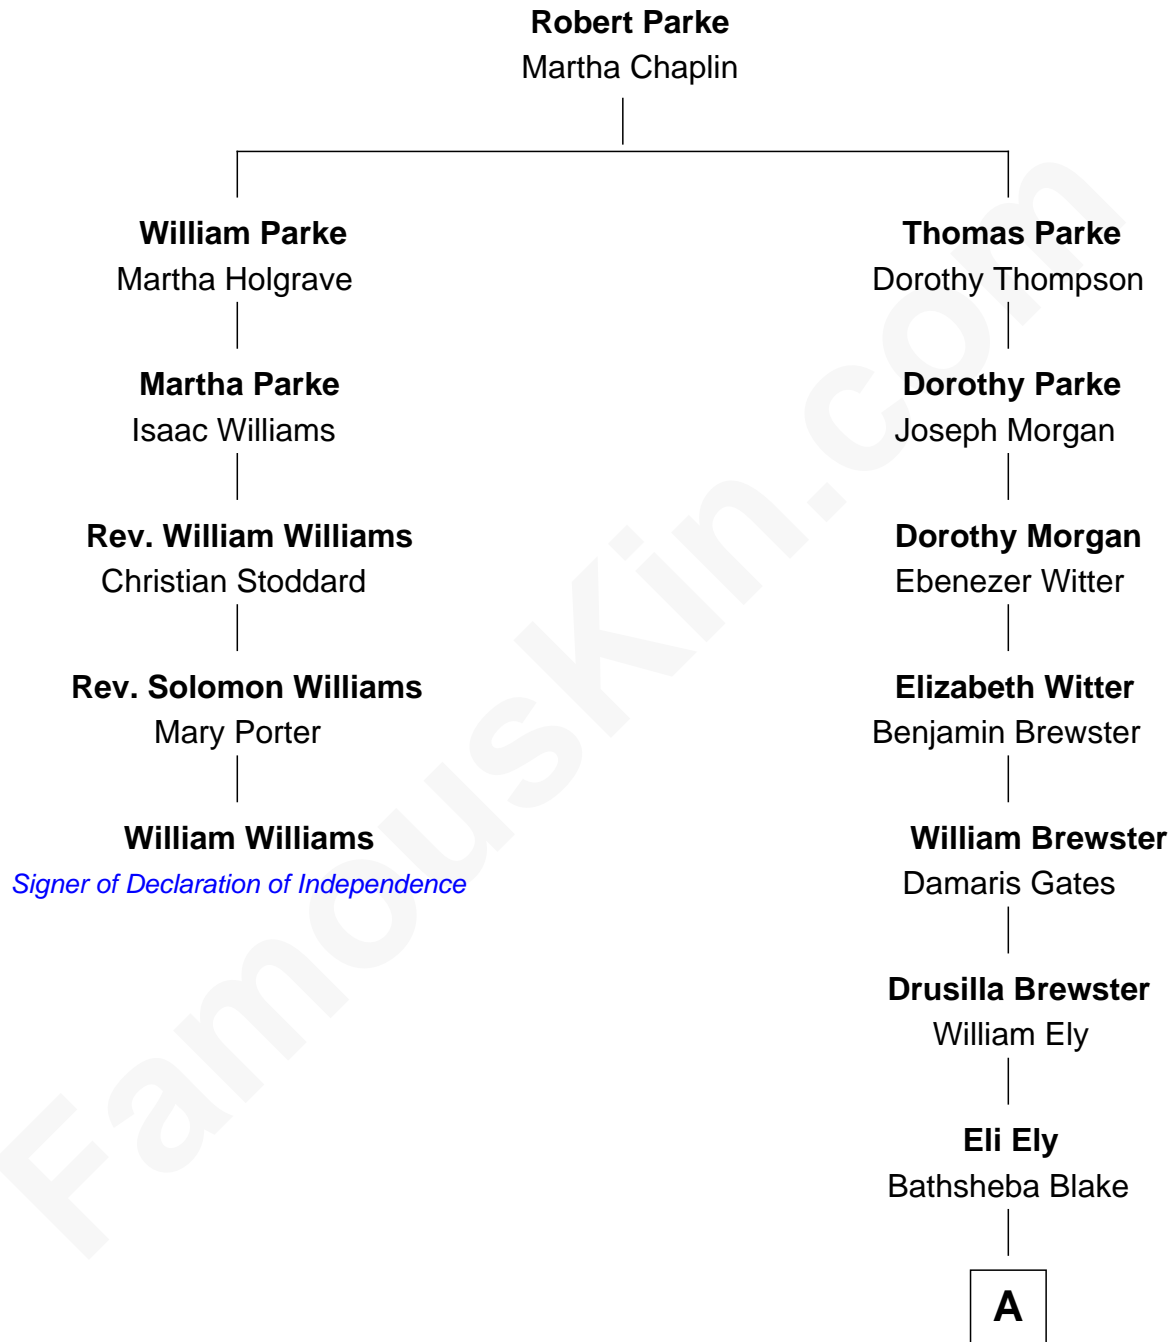 Robert Parke
Martha Chaplin
William Parke
Martha Holgrave
Thomas Parke
Dorothy Thompson
Martha Parke
Isaac Williams
Dorothy Parke
Joseph Morgan
Rev. William Williams
Christian Stoddard
Dorothy Morgan
Ebenezer Witter
Rev. Solomon Williams
Mary Porter
Elizabeth Witter
Benjamin Brewster
William Williams
Signer of Declaration of Independence
William Brewster
Damaris Gates
Drusilla Brewster
William Ely
Eli Ely
Bathsheba Blake
A
FamousKin.com